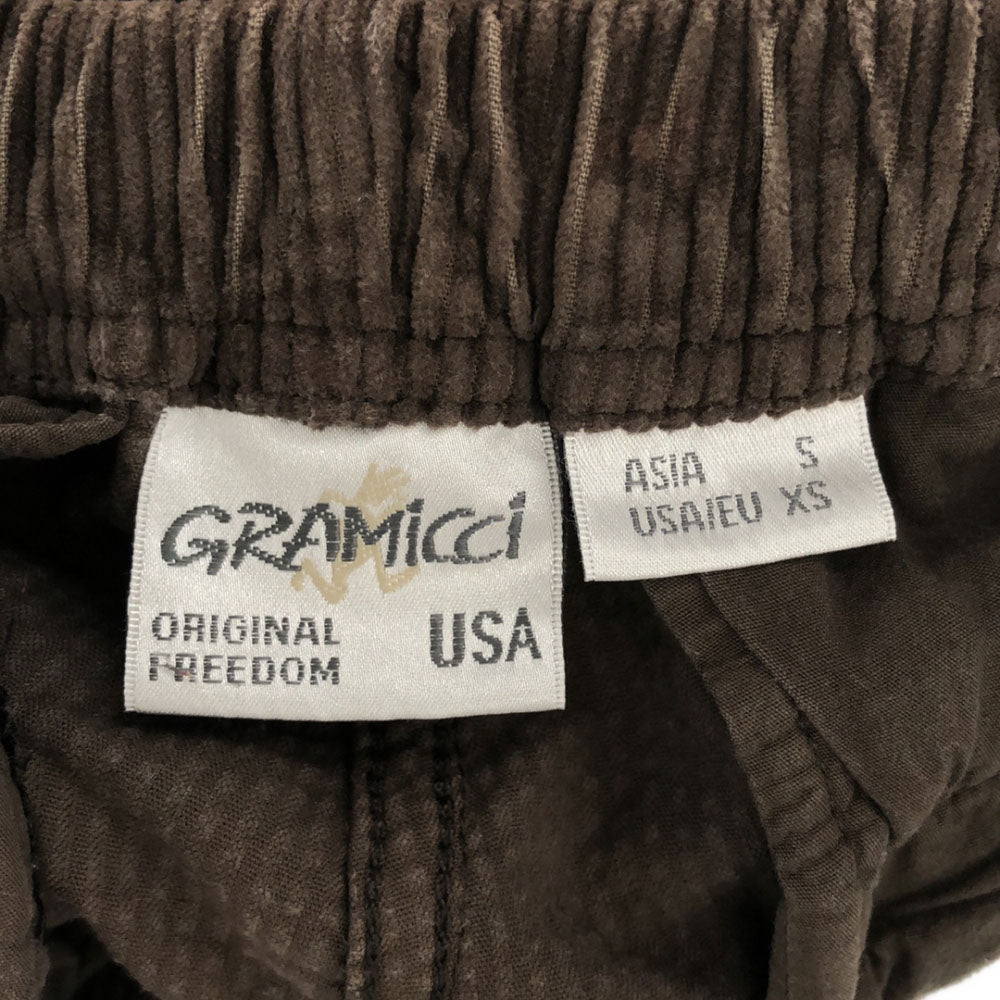 GRAMiCCi
ORIGINAL
FREEDOM
USA
ASIA S
USA/EU XS